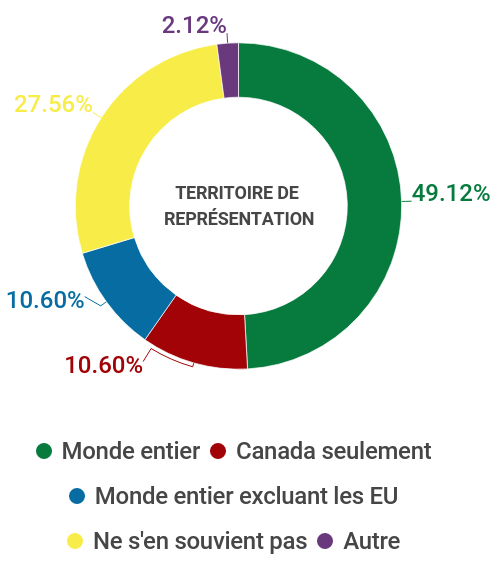 2.12%
27.56%
49.12%
TERRITOIRE DE
REPRÉSENTATION
10.60%
10.60%
Monde entier Canada seulement
Monde entier excluant les EU
Ne s'en souvient pas Autre